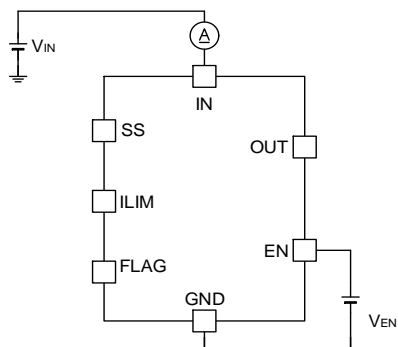 A
VIN
IN
SS
OUT
ILIM
EN
FLAG
GND
VEN